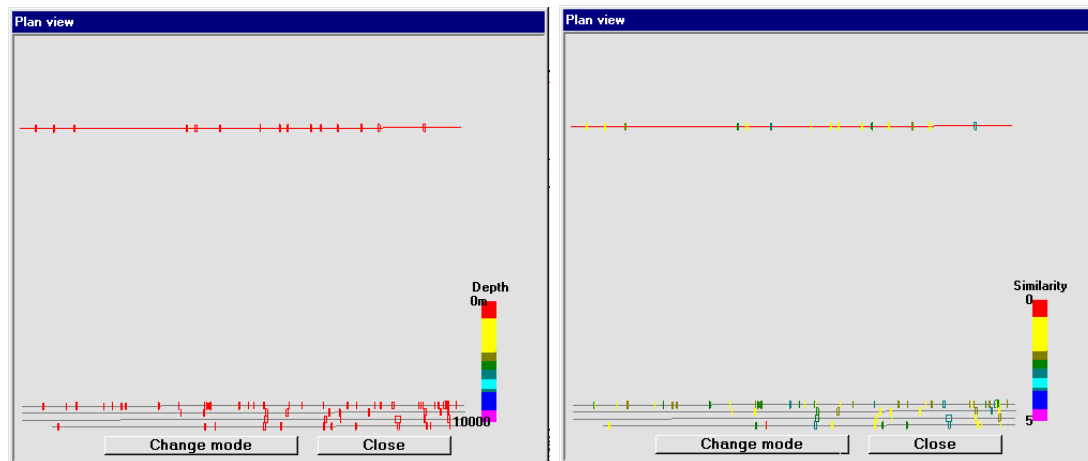 Plan view
Depth
0m
10000
Change mode
Close
Plan view
Similarity
0
5
Change mode
Close